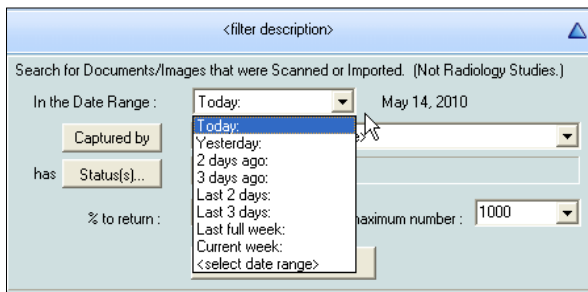 <filter description>
Search for Documents/Images that were Scanned or Imported. (Not Radiology Studies.)
In the Date Range : Today: May 14, 2010
Captured by
Today:
Yesterday:
2 days ago:
has Status(s)...
3 days ago:
Last 2 days:
% to return :
Last 3 days:
maximum number : 1000
Last full week:
Current week:
<select date range>